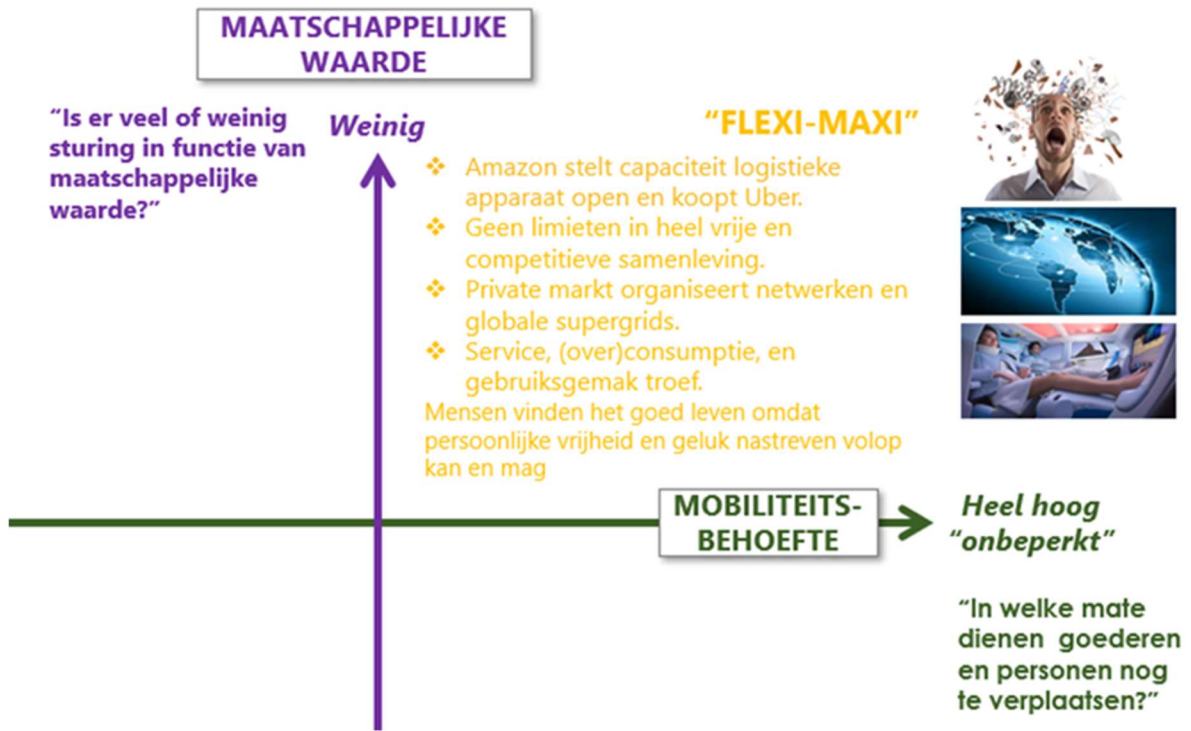 MAATSCHAPPELIJKE
WAARDE
“Is er veel of weinig
sturing in functie van
maatschappelijke
waarde?”
Weinig
“FLEXI-MAXI”
❖ Amazon stelt capaciteit logistieke
apparaat open en koopt Uber.
❖ Geen limieten in heel vrije en
competitieve samenleving.
❖ Private markt organiseert netwerken en
globale supergrids.
❖ Service, (over)consumptie, en
gebruiksgemak troef.
Mensen vinden het goed leven omdat
persoonlijke vrijheid en geluk nastreven volop
kan en mag
MOBILITEITS-
BEHOEFTE
Heel hoog
“onbeperkt”
“In welke mate
dienen goederen
en personen nog
te verplaatsen?”